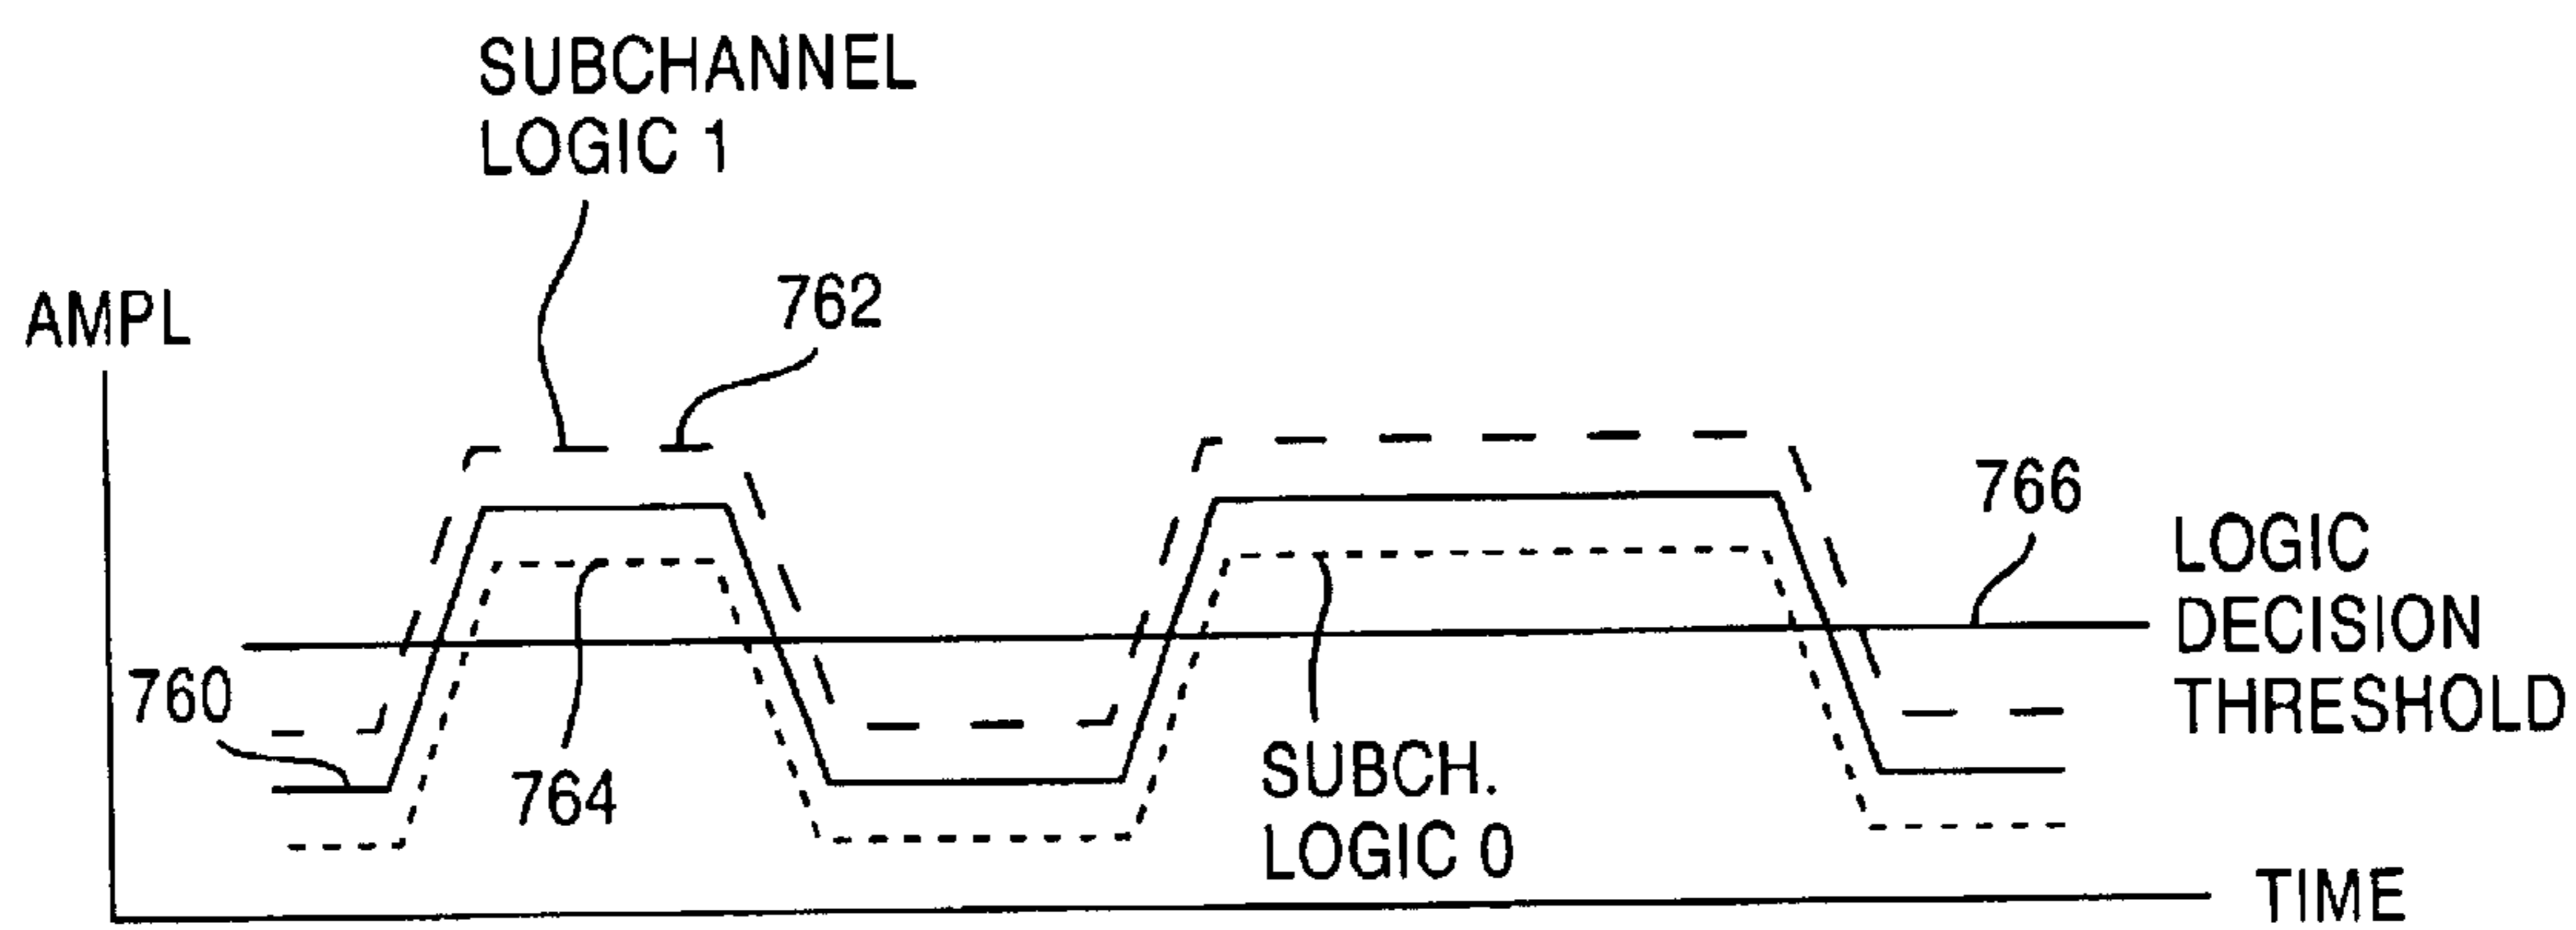 SUBCHANNEL
LOGIC 1
762
AMPL
766
LOGIC
DECISION
THRESHOLD
760
764
SUBCH.
LOGIC 0
TIME